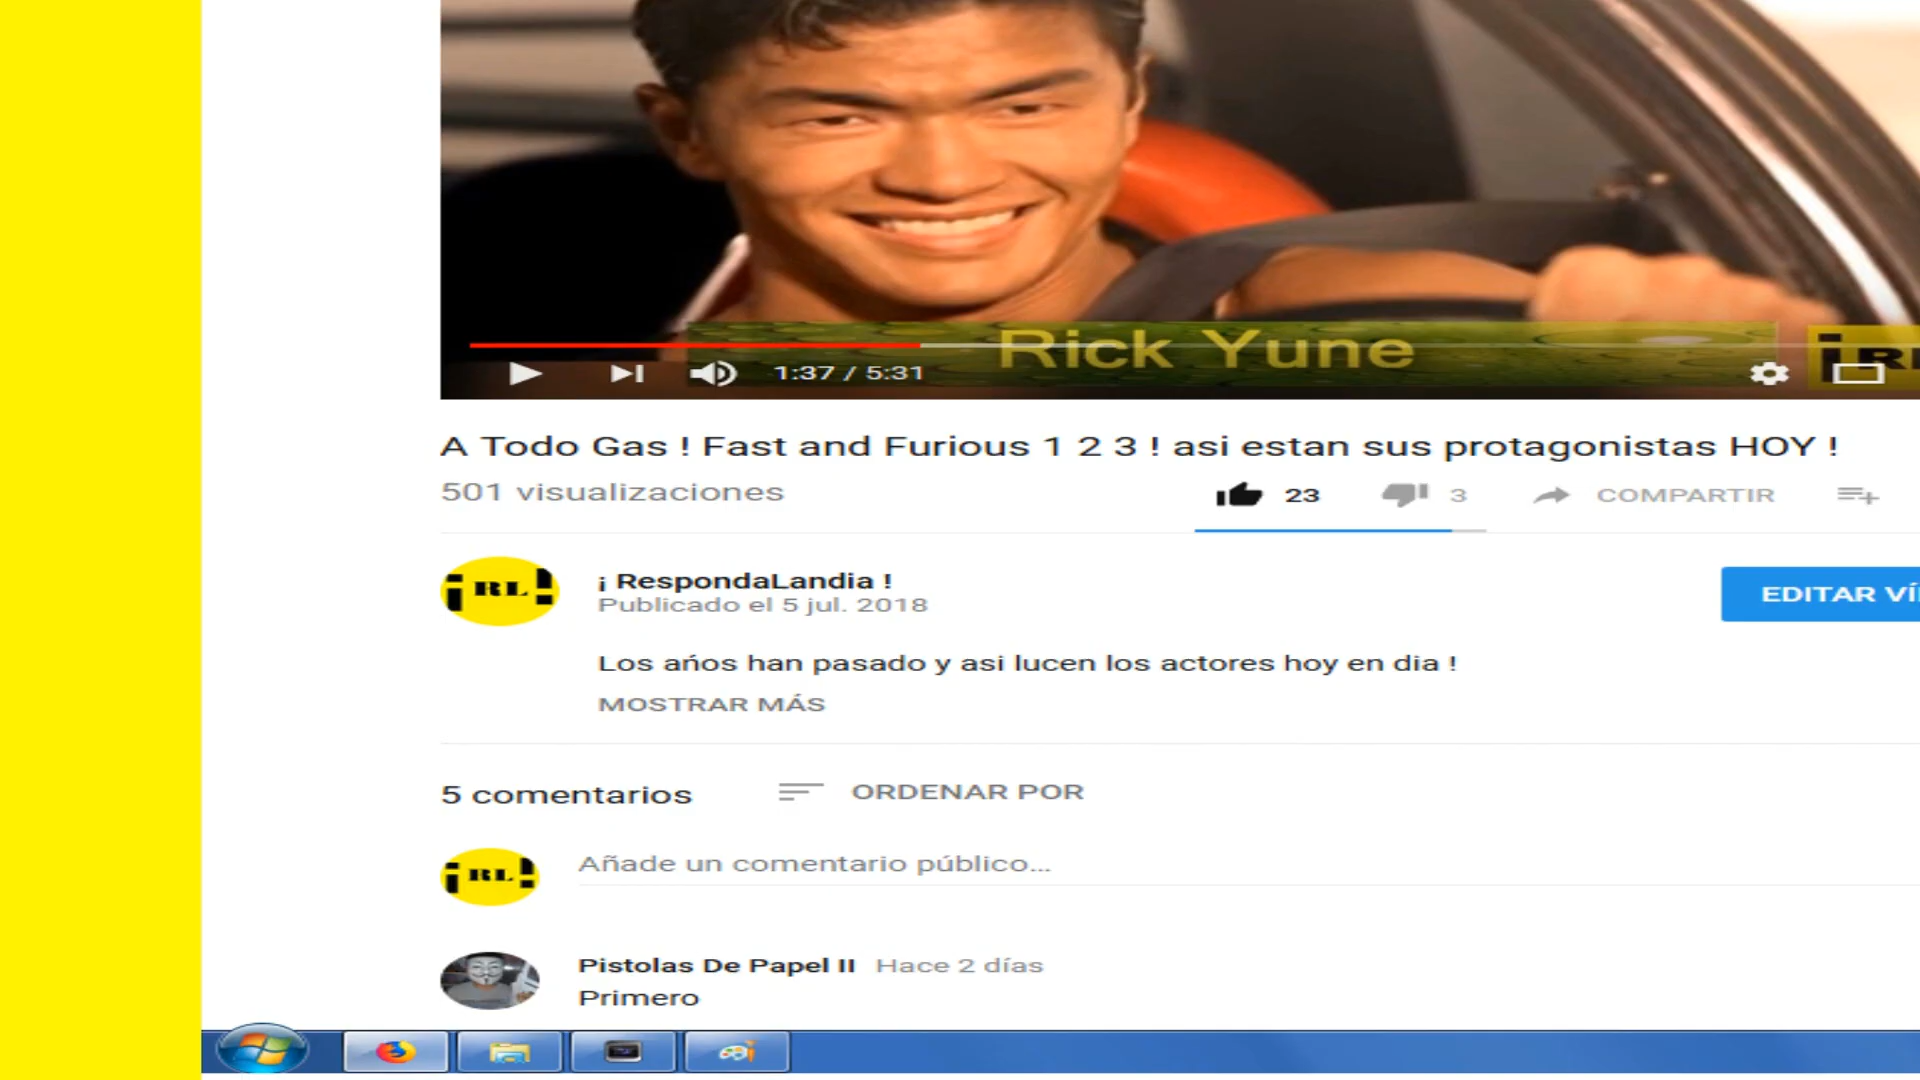 Rick Yune
1:37 / 5:31
A Todo Gas ! Fast and Furious 1 2 3 ! asi estan sus protagonistas HOY !
501 visualizaciones
23
3
COMPARTIR
¡ RL !
¡ RespondaLandia !
Publicado el 5 jul. 2018
EDITAR VÍ
Los ańos han pasado y asi lucen los actores hoy en dia !
MOSTRAR MÁS
5 comentarios
ORDENAR POR
¡ RL !
Añade un comentario público...
Pistolas De Papel II Hace 2 días
Primero